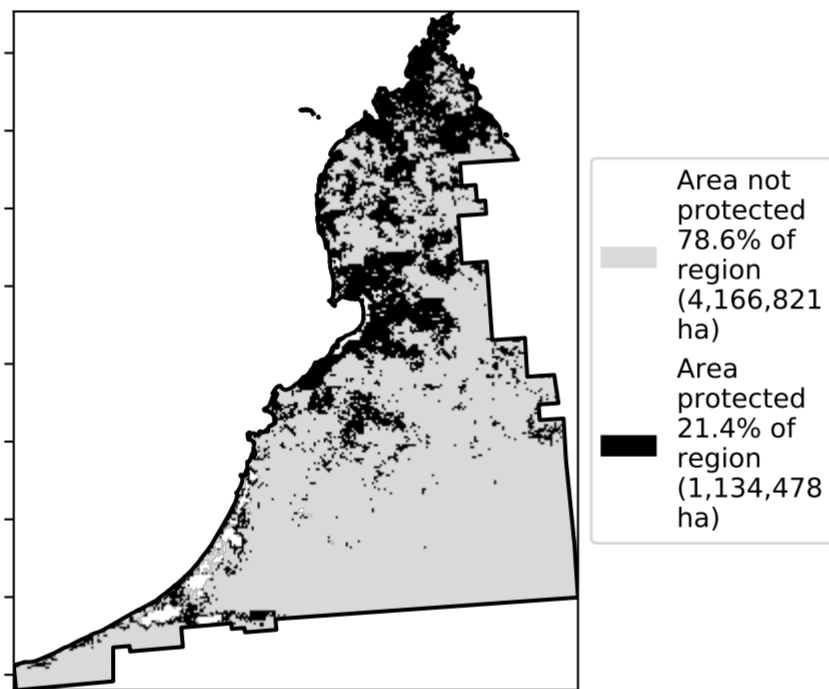 Area not
protected
78.6% of
region
(4,166,821
ha)
Area
protected
21.4% of
region
(1,134,478
ha)